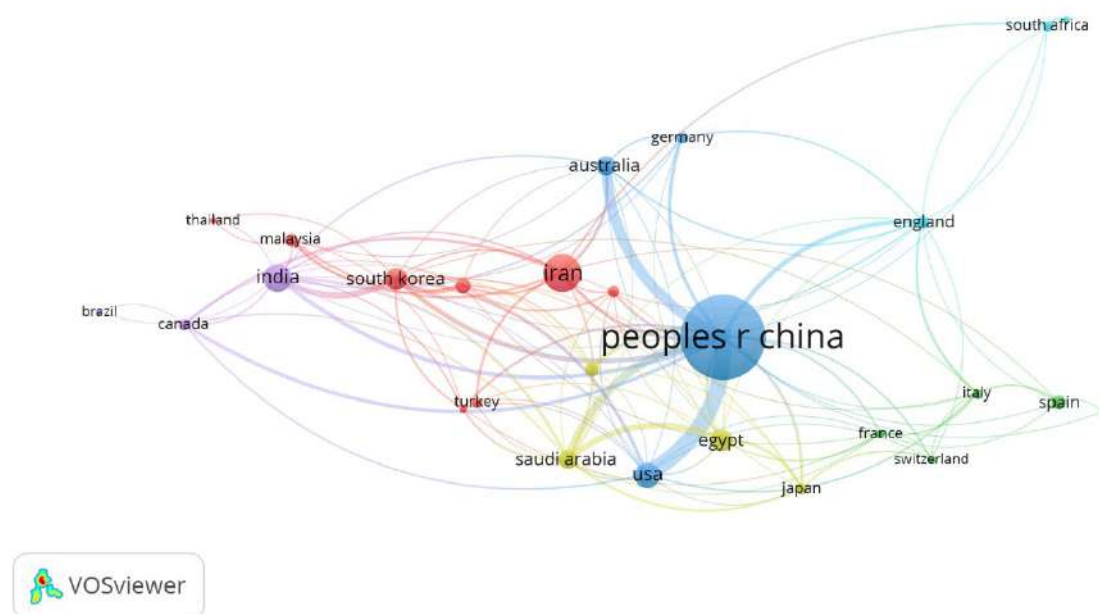 south africa
germany
australia
thailand
england
malaysia
iran
india
south korea
brazil
canada
peoples r china
italy
turkey
spain
france
egypt
saudi arabia
switzerland
usa
japan
VOSviewer